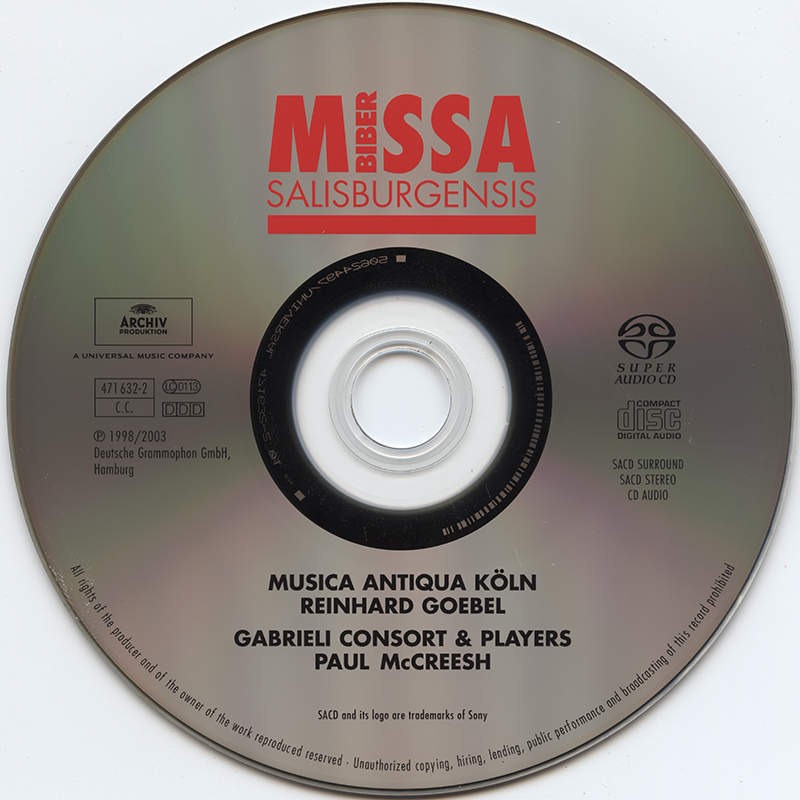 MISSA
BIBER
SALISBURGENSIS
ARCHIV
PRODUKTION
A UNIVERSAL MUSIC COMPANY
471 632-2
LC 0113
C.C.
DDD
℗ 1998/2003
Deutsche Grammophon GmbH,
Hamburg
SUPER
AUDIO CD
COMPACT
disc
DIGITAL AUDIO
SACD SURROUND
SACD STEREO
CD AUDIO
MUSICA ANTIQUA KÖLN
REINHARD GOEBEL
GABRIELI CONSORT & PLAYERS
PAUL McCREESH
SACD and its logo are trademarks of Sony
All rights of the producer and of the owner of the work reproduced reserved · Unauthorized copying, hiring, lending, public performance and broadcasting of this record prohibited